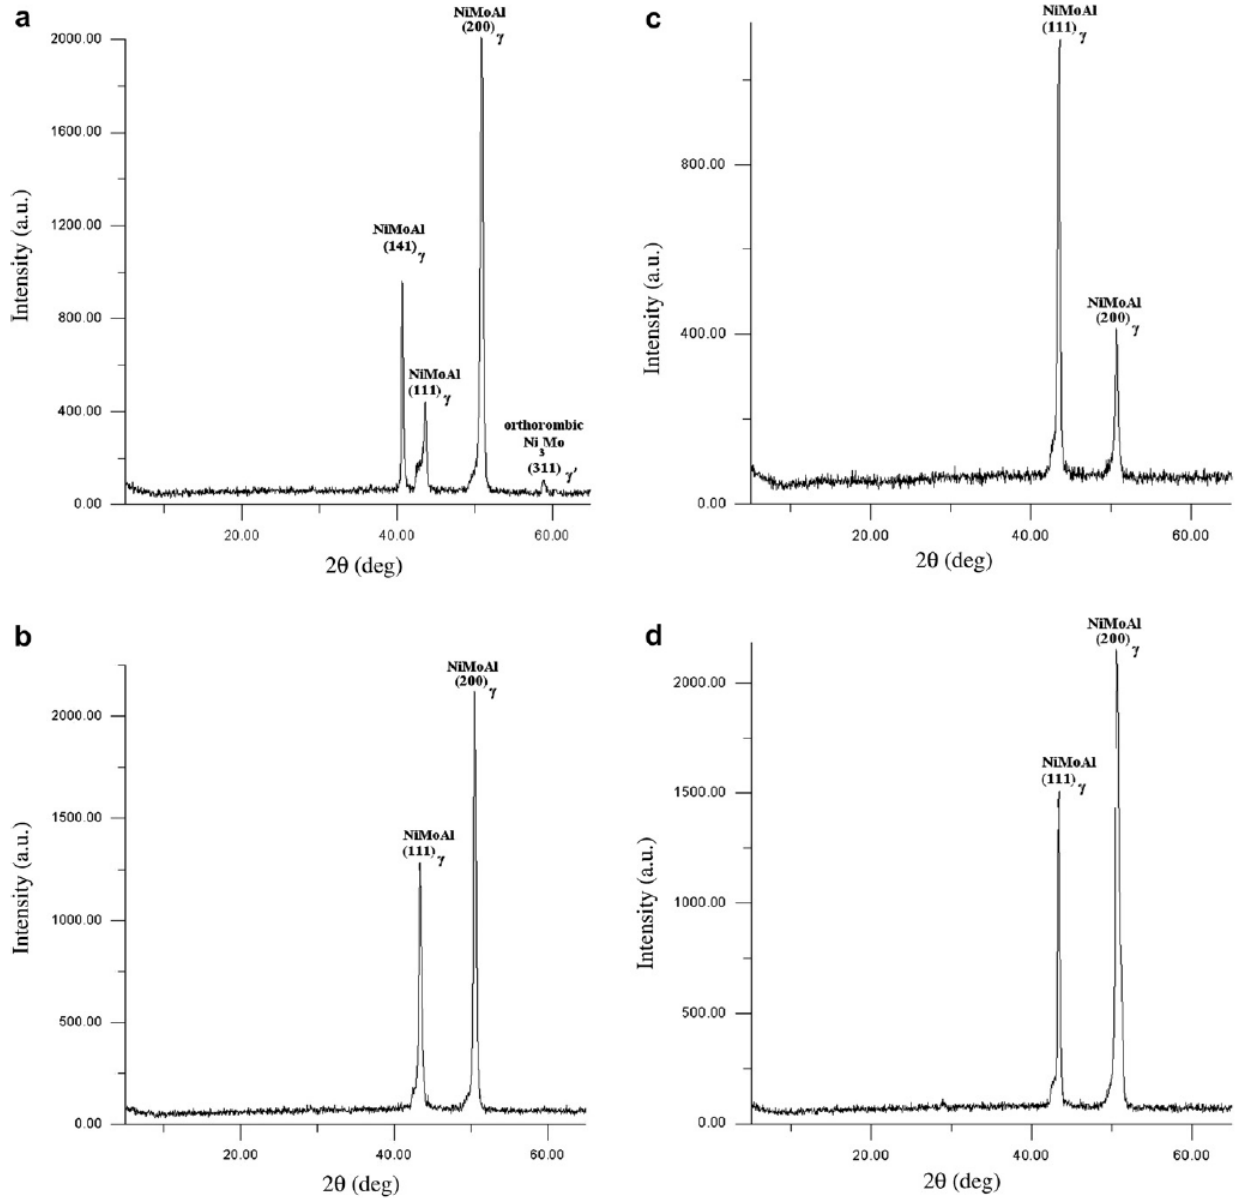 a
NiMoAl
(200) γ
2000.00
1600.00
1200.00
800.00
400.00
0.00
NiMoAl
(141) γ
NiMoAl
(111) γ
orthorombic
Ni Mo
3
(311) γ'
20.00 40.00 60.00
2θ (deg)
Intensity (a.u.)
c
NiMoAl
(111) γ
800.00
400.00
0.00
NiMoAl
(200) γ
20.00 40.00 60.00
2θ (deg)
Intensity (a.u.)
b
NiMoAl
(200) γ
2000.00
1500.00
1000.00
500.00
0.00
NiMoAl
(111) γ
20.00 40.00 60.00
2θ (deg)
Intensity (a.u.)
d
NiMoAl
(200) γ
2000.00
1500.00
1000.00
500.00
0.00
NiMoAl
(111) γ
20.00 40.00 60.00
2θ (deg)
Intensity (a.u.)